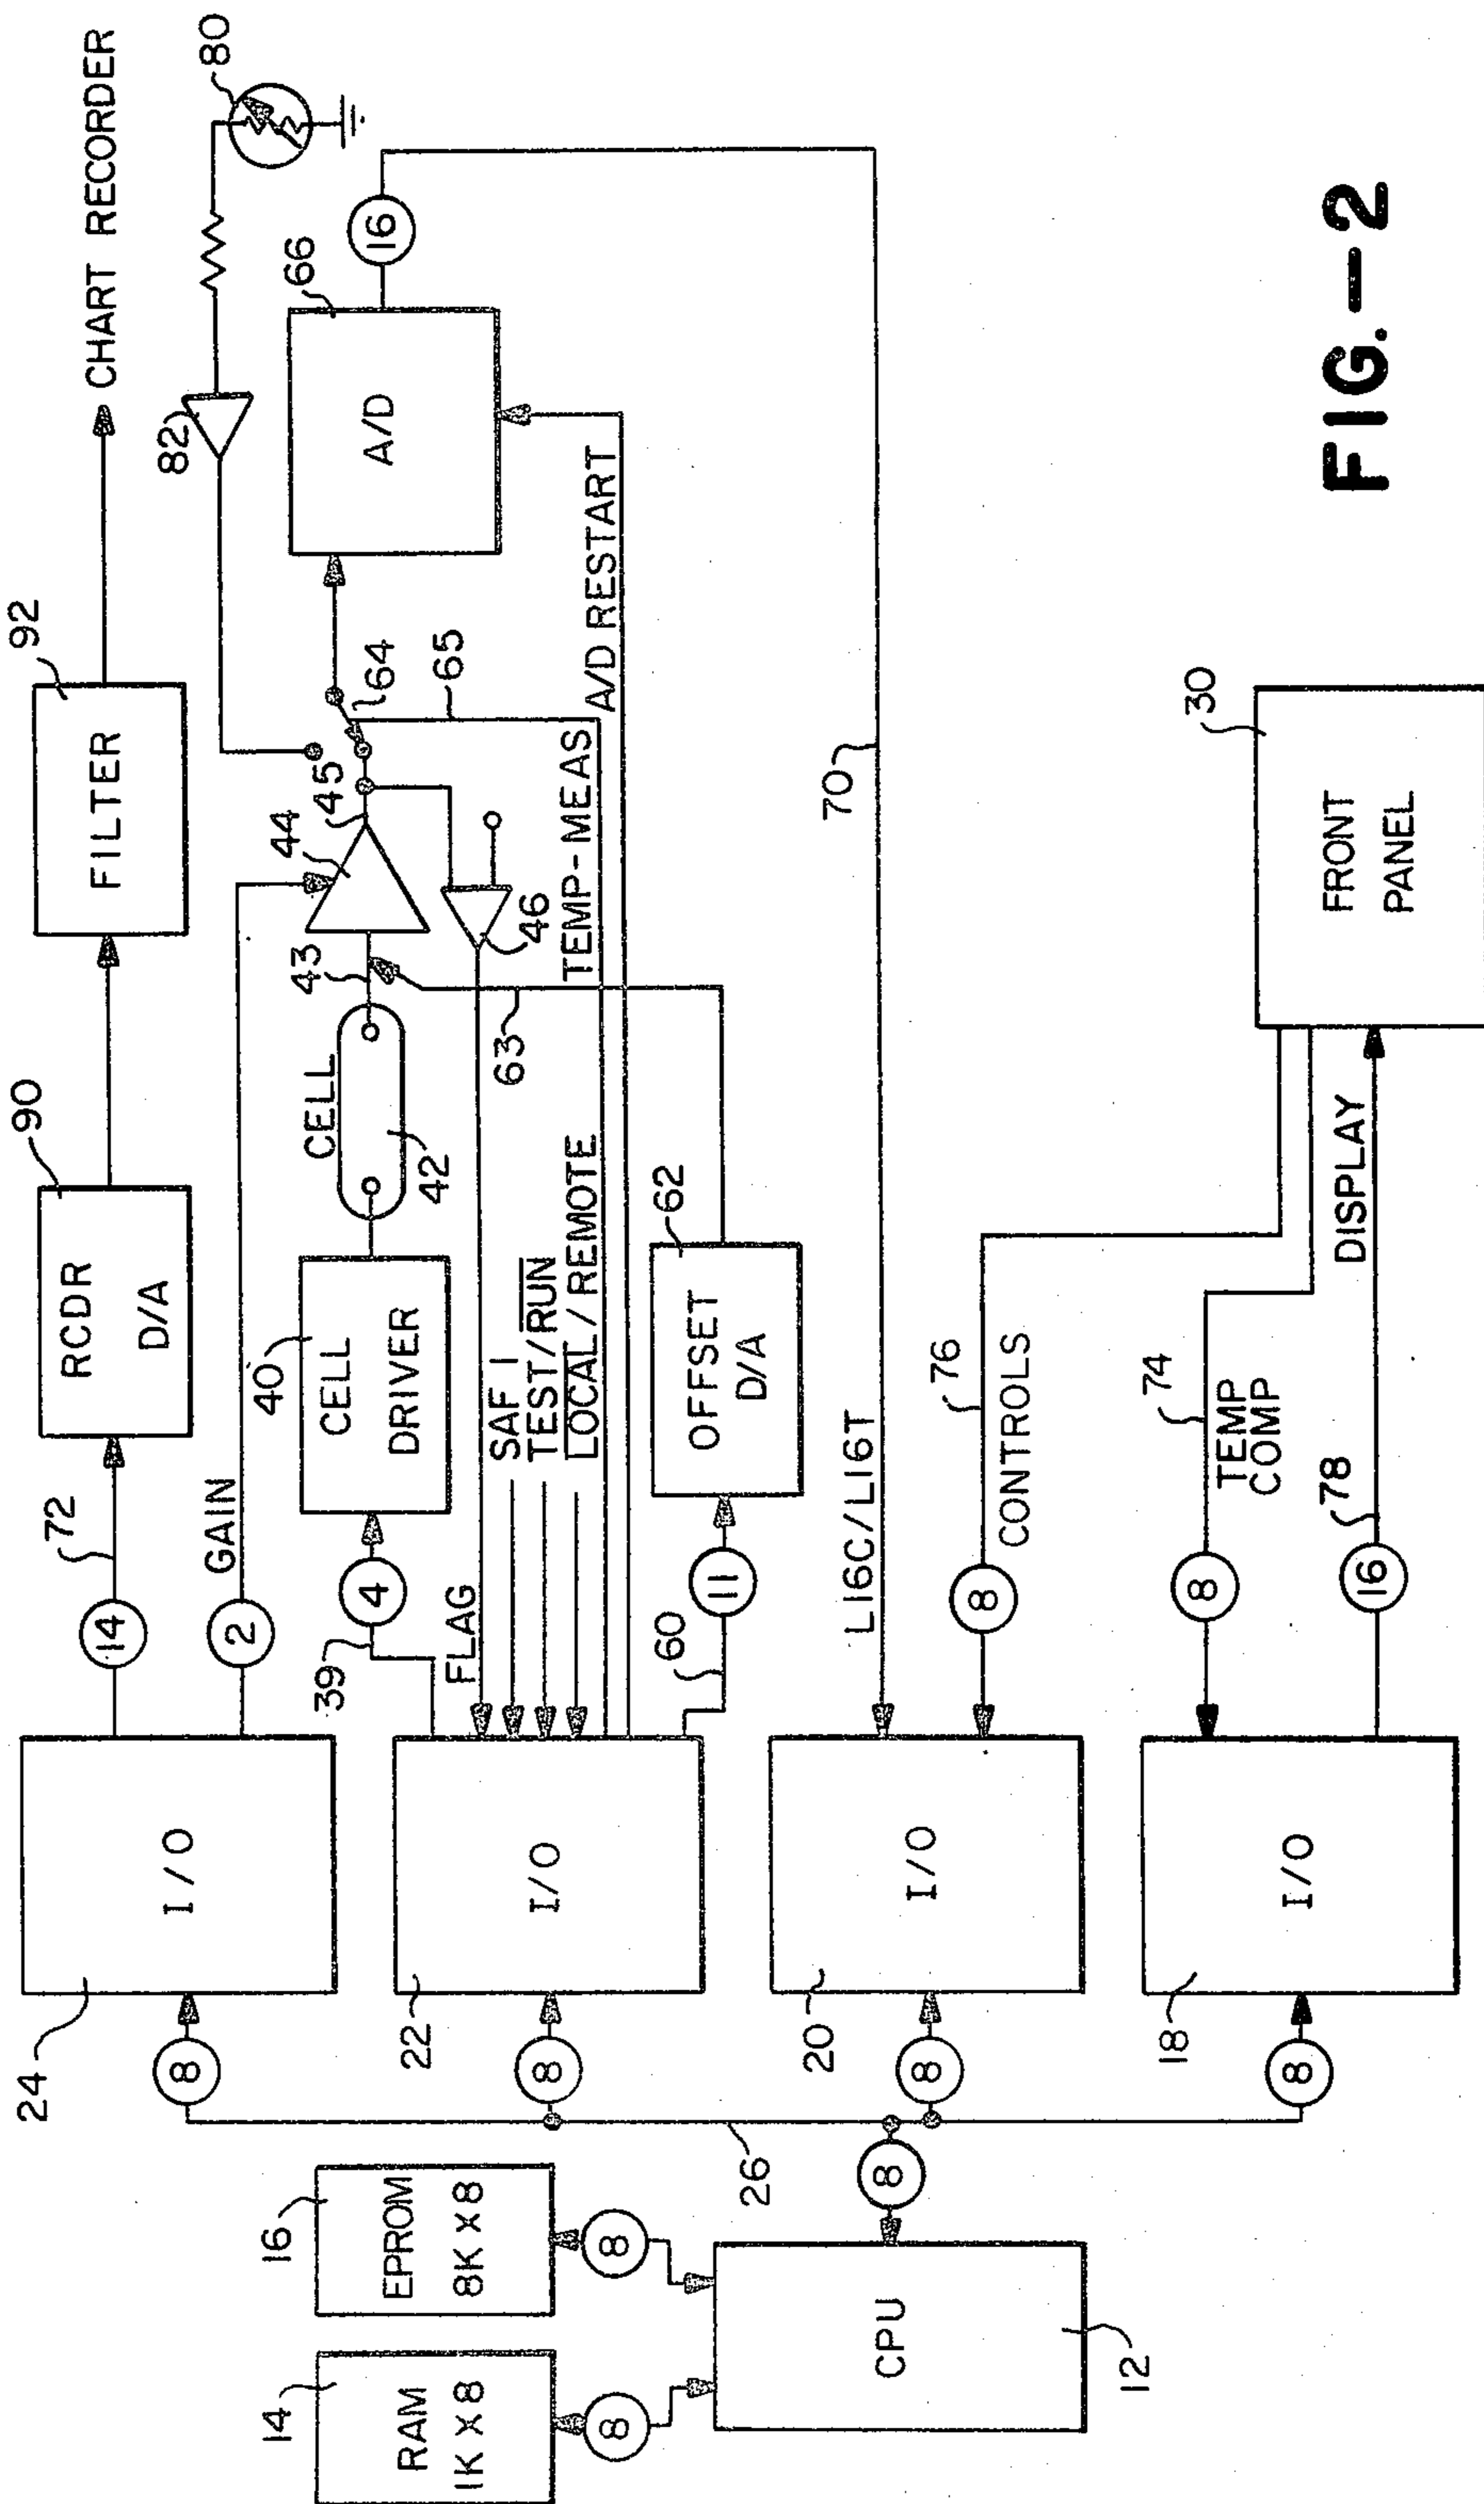 24
I/O
8
14
72
RCDR
D/A
90
FILTER
92
CHART RECORDER
2
GAIN
82
80
22
I/O
8
39
4
40
CELL
DRIVER
CELL
42
43
44
45
46
64
65
A/D
66
16
FLAG
SAF 1
TEST/RUN
LOCAL/REMOTE
63
TEMP-MEAS
A/D RESTART
60
11
OFFSET
D/A
62
20
I/O
8
L16C/L16T
70
8
CONTROLS
76
18
I/O
8
8
TEMP
COMP
74
16
78
DISPLAY
FRONT
PANEL
30
26
8
14
RAM
1K X 8
8
16
EPROM
8K X 8
8
CPU
12
FIG.-2